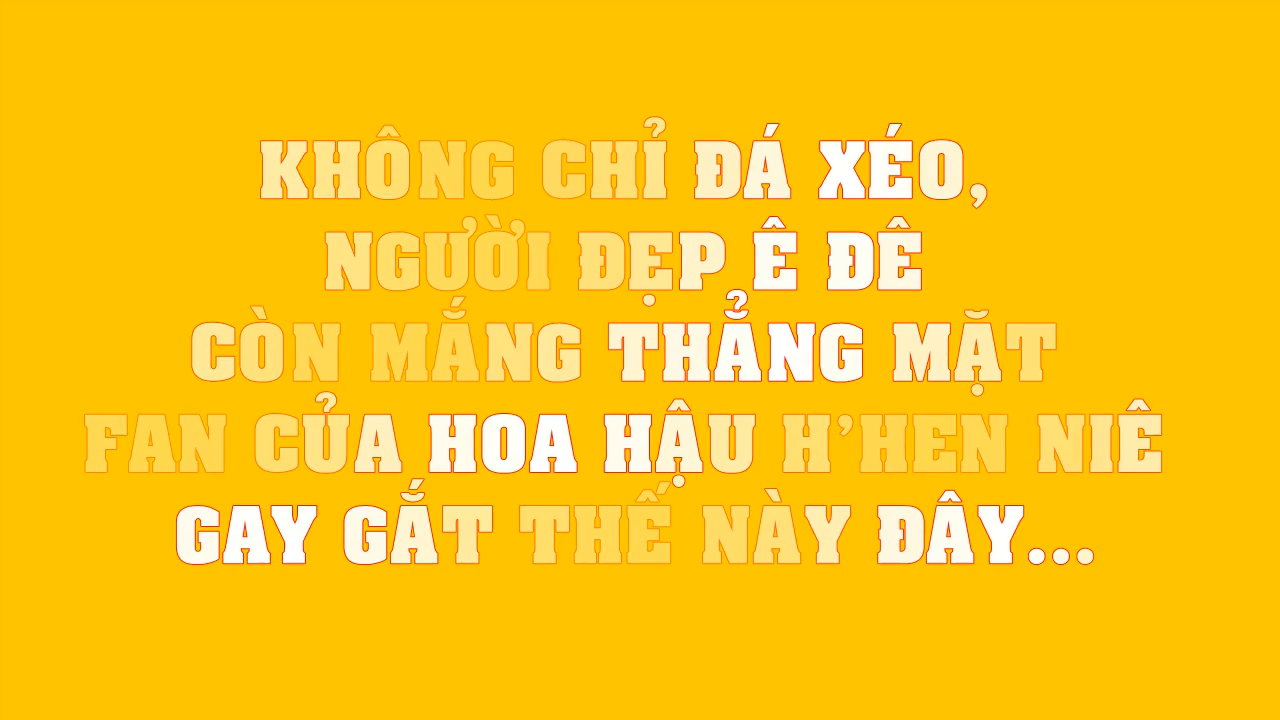 KHÔNG CHỈ ĐÁ XÉO,
NGƯỜI ĐẸP Ê ĐÊ
CÒN MẮNG THẲNG MẶT
FAN CỦA HOA HẬU H'HEN NIÊ
GAY GẮT THẾ NÀY ĐÂY...